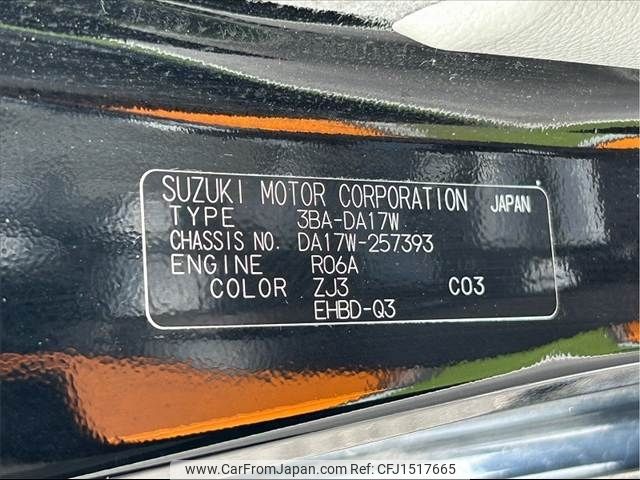 SUZUKI MOTOR CORPORATION JAPAN
TYPE 3BA-DA17W
CHASSIS NO. DA17W-257393
ENGINE R06A
COLOR ZJ3 C03
EHBD-Q3
www.CarFromJapan.com CFJ1517665